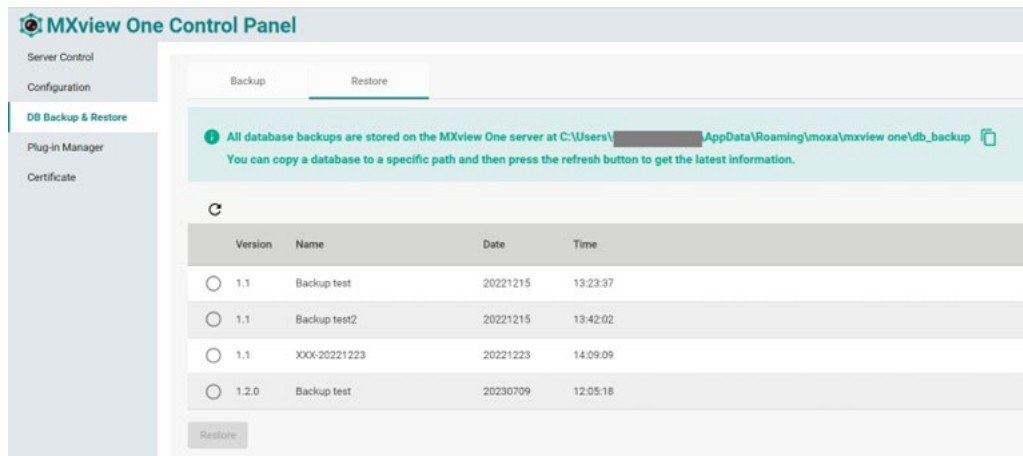 MXview One Control Panel
Server Control
Configuration
DB Backup & Restore
Plug-in Manager
Certificate
Backup Restore
All database backups are stored on the MXview One server at C:\Users\ \AppData\Roaming\moxa\mxview one\db_backup
You can copy a database to a specific path and then press the refresh button to get the latest information.
Version Name Date Time
1.1 Backup test 20221215 13:23:37
1.1 Backup test2 20221215 13:42:02
1.1 XXX-20221223 20221223 14:09:09
1.2.0 Backup test 20230709 12:05:18
Restore